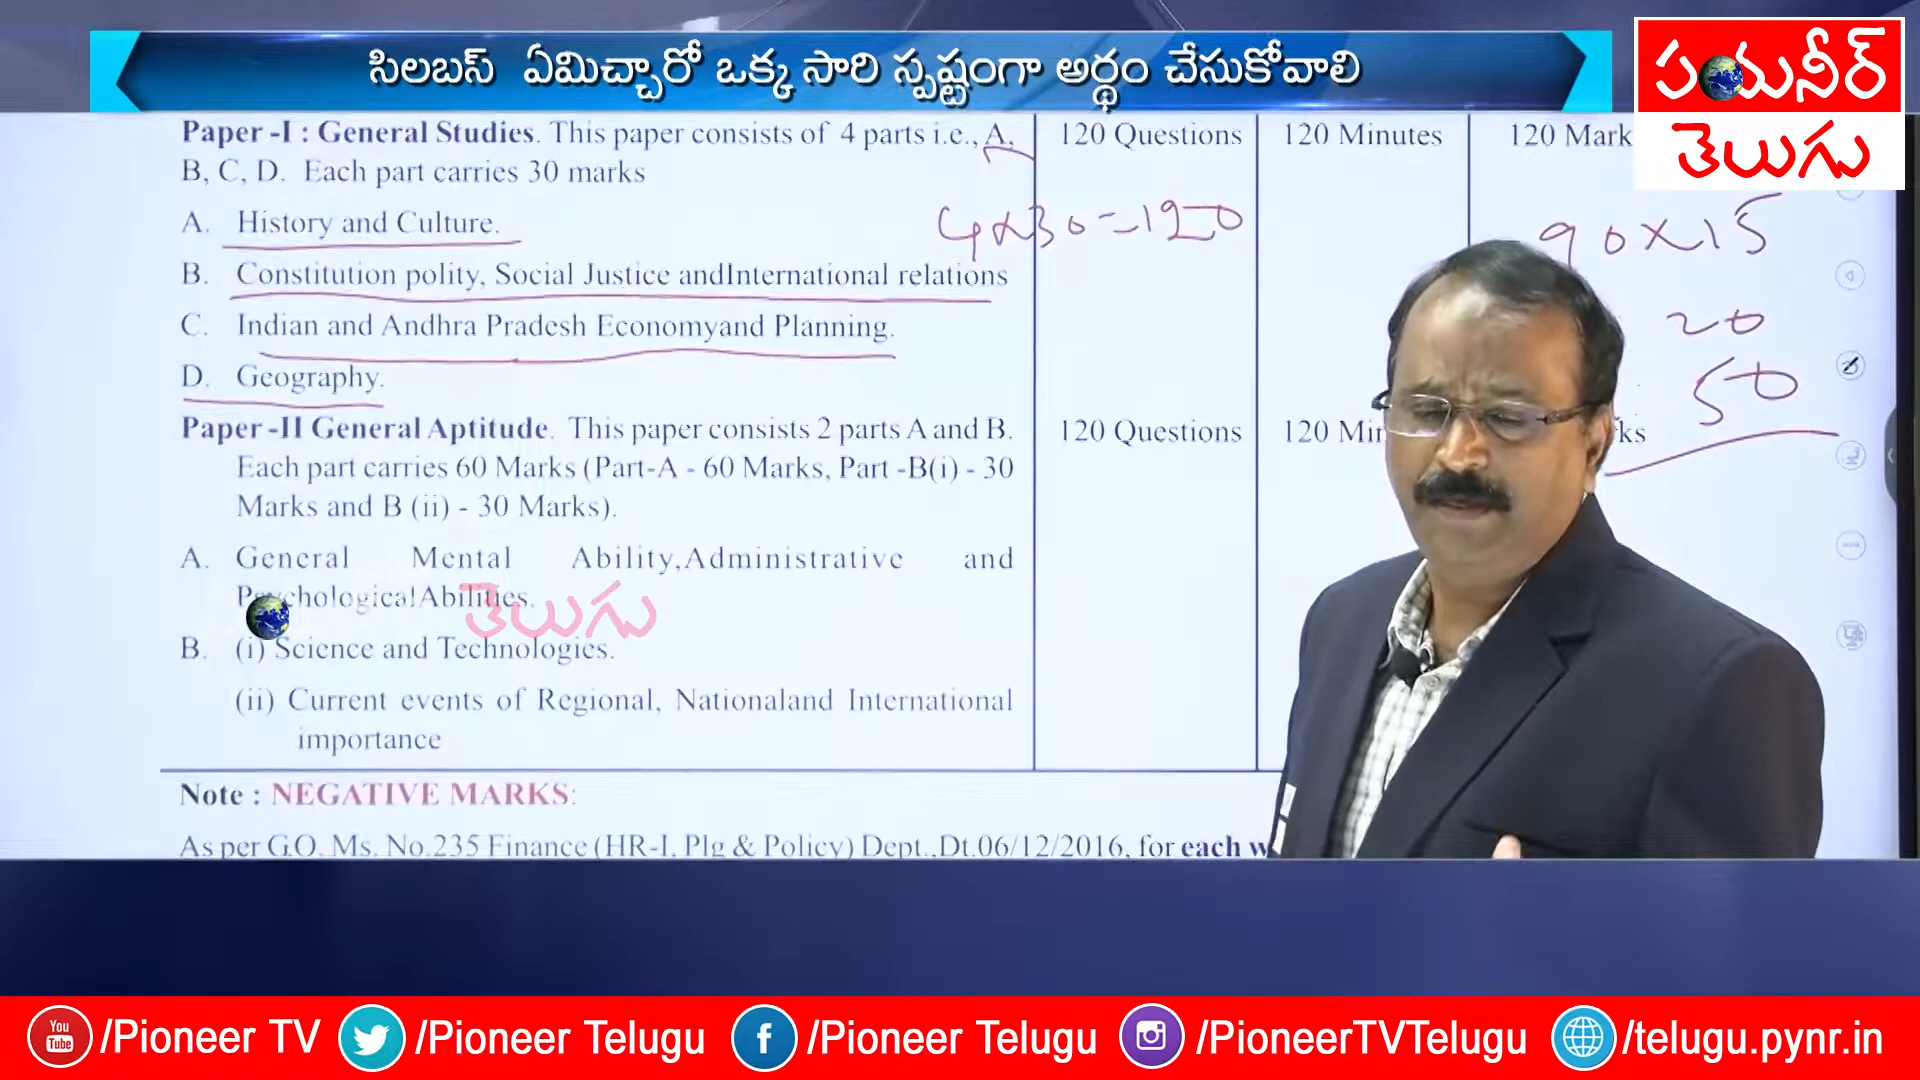 సిలబస్ ఏమిచ్చారో ఒక్క సారి స్పష్టంగా అర్థం చేసుకోవాలి
పయనీర్
తెలుగు
Paper -I : General Studies. This paper consists of 4 parts i.e., A, 120 Questions 120 Minutes 120 Mark
B, C, D. Each part carries 30 marks
A. History and Culture.
4x30=120
90x15
B. Constitution polity, Social Justice andInternational relations
C. Indian and Andhra Pradesh Economyand Planning.
20
D. Geography.
50
Paper -II General Aptitude. This paper consists 2 parts A and B. 120 Questions 120 Min ks
Each part carries 60 Marks (Part-A - 60 Marks, Part -B(i) - 30
Marks and B (ii) - 30 Marks).
A. General Mental Ability,Administrative and
PsychologicalAbilities.
తెలుగు
B. (i) Science and Technologies.
(ii) Current events of Regional, Nationaland International
importance
Note : NEGATIVE MARKS:
As per G.O. Ms. No.235 Finance (HR-I, Plg & Policy) Dept.,Dt.06/12/2016, for each w
You Tube /Pioneer TV /Pioneer Telugu /Pioneer Telugu /PioneerTVTelugu /telugu.pynr.in